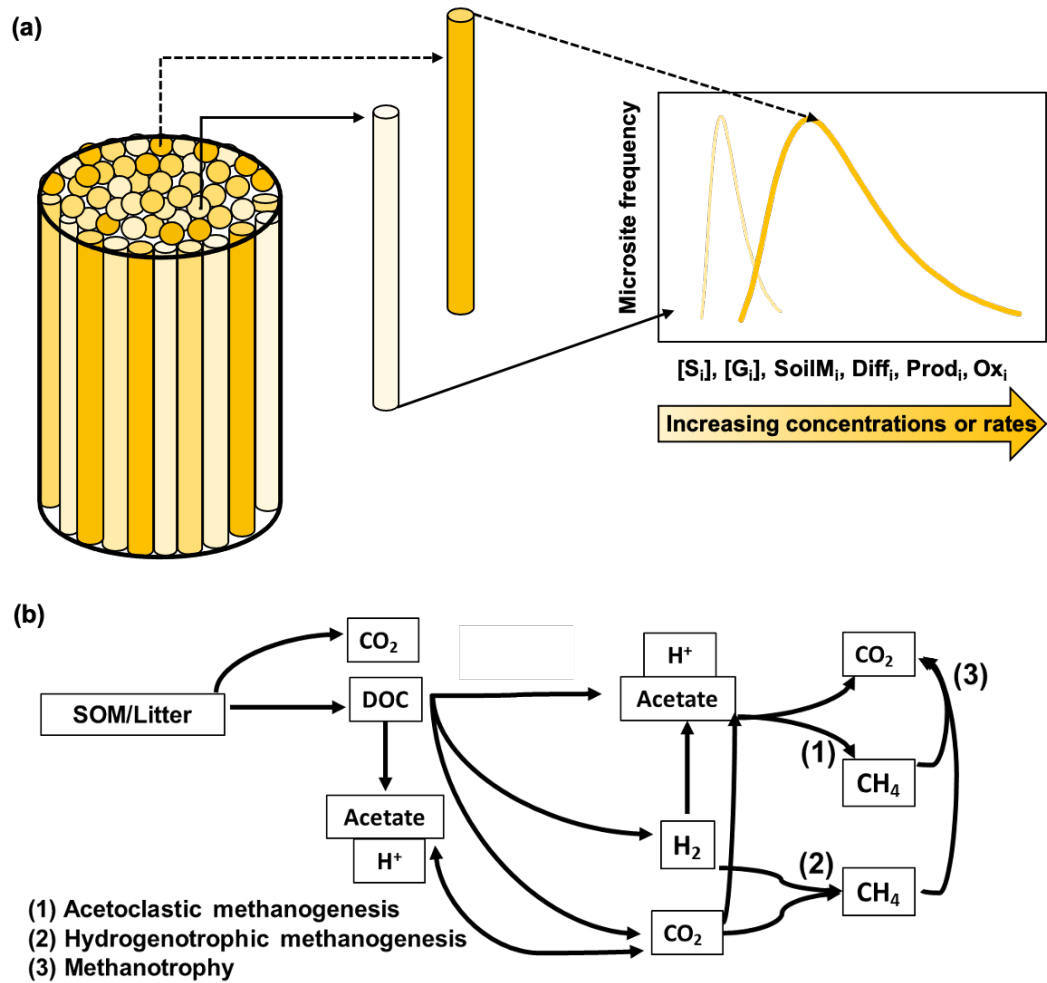 (a)
Microsite frequency
[Sᵢ], [Gᵢ], SoilMᵢ, Diffᵢ, Prodᵢ, Oxᵢ
Increasing concentrations or rates
(b)
CO₂
H⁺
CO₂
(3)
SOM/Litter
DOC
Acetate
(1)
CH₄
Acetate
H⁺
H₂
(2)
CH₄
CO₂
(1) Acetoclastic methanogenesis
(2) Hydrogenotrophic methanogenesis
(3) Methanotrophy